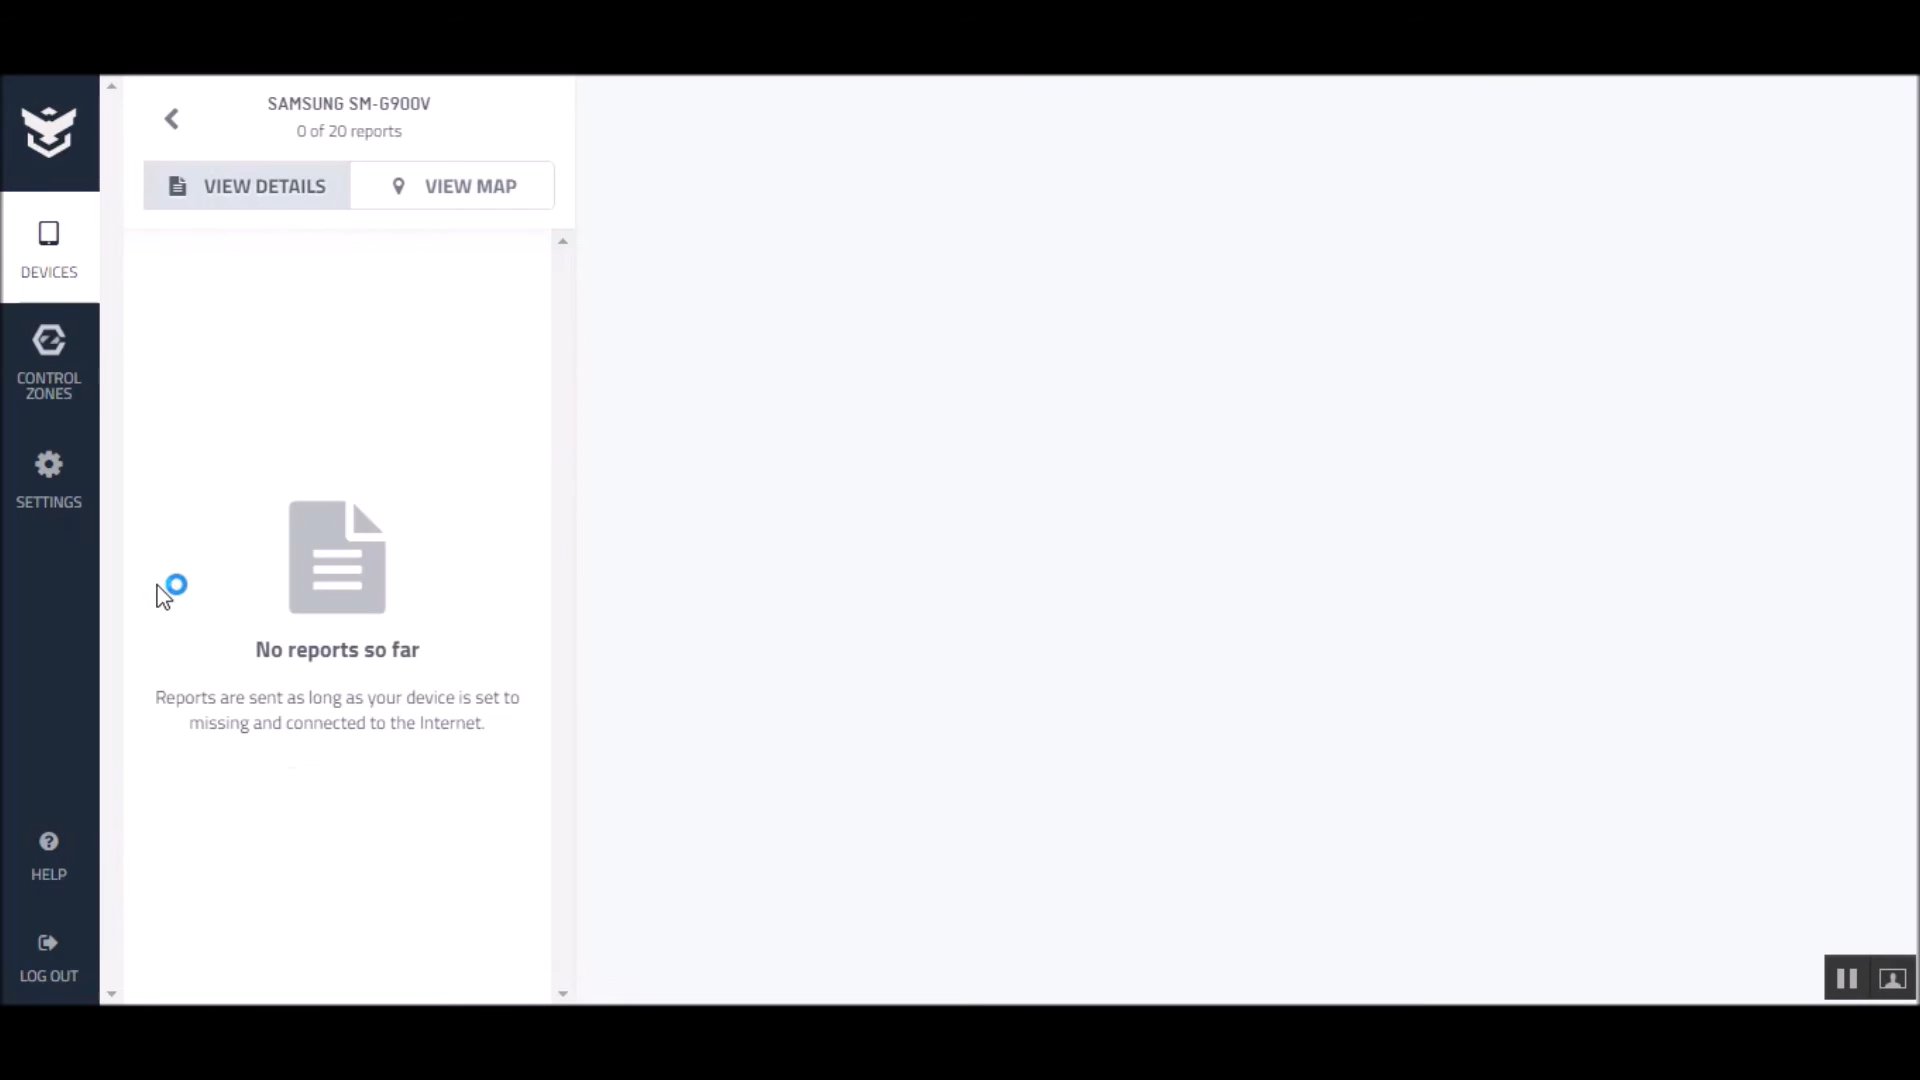 SAMSUNG SM-G900V
0 of 20 reports
VIEW DETAILS
VIEW MAP
DEVICES
CONTROL
ZONES
SETTINGS
No reports so far
Reports are sent as long as your device is set to
missing and connected to the Internet.
HELP
LOG OUT